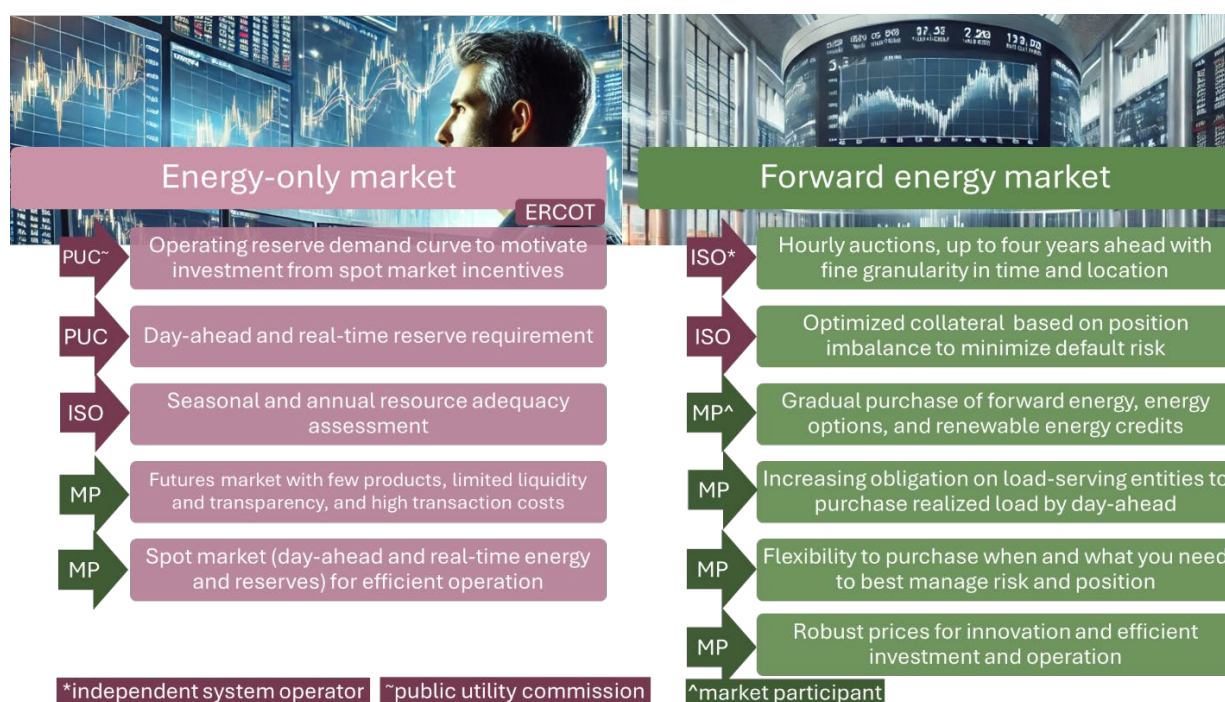 Energy-only market
ERCOT
PUC~
Operating reserve demand curve to motivate
investment from spot market incentives
PUC
Day-ahead and real-time reserve requirement
ISO
Seasonal and annual resource adequacy
assessment
MP
Futures market with few products, limited liquidity
and transparency, and high transaction costs
MP
Spot market (day-ahead and real-time energy
and reserves) for efficient operation
Forward energy market
ISO*
Hourly auctions, up to four years ahead with
fine granularity in time and location
ISO
Optimized collateral based on position
imbalance to minimize default risk
MP^
Gradual purchase of forward energy, energy
options, and renewable energy credits
MP
Increasing obligation on load-serving entities to
purchase realized load by day-ahead
MP
Flexibility to purchase when and what you need
to best manage risk and position
MP
Robust prices for innovation and efficient
investment and operation
*independent system operator
~public utility commission
^market participant